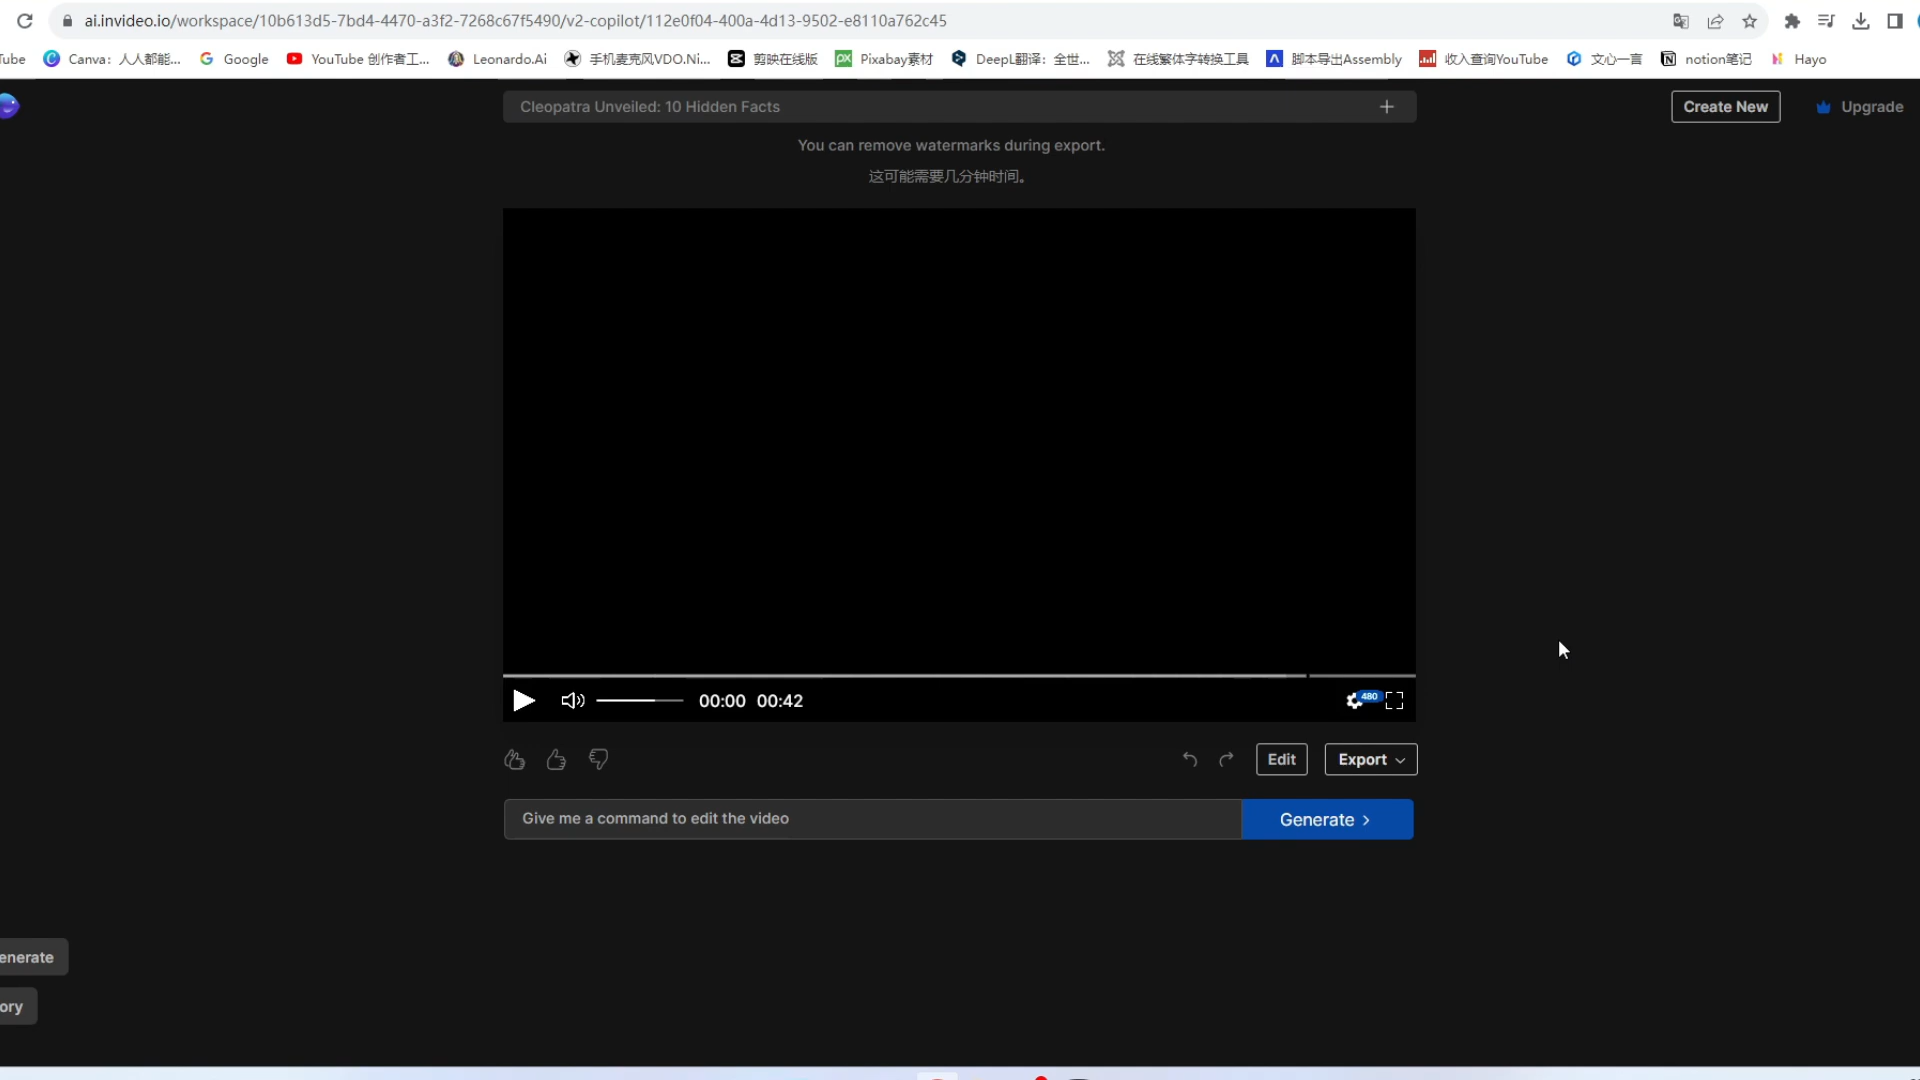 ai.invideo.io/workspace/10b613d5-7bd4-4470-a3f2-7268c67f5490/v2-copilot/112e0f04-400a-4d13-9502-e8110a762c45
Tube Canva：人人都能... Google YouTube 创作者工... Leonardo.Ai 手机麦克风VDO.Ni... 剪映在线版 Pixabay素材 DeepL翻译：全世... 在线繁体字转换工具 脚本导出Assembly 收入查询YouTube 文心一言 notion笔记 Hayo
Cleopatra Unveiled: 10 Hidden Facts
Create New
Upgrade
You can remove watermarks during export.
这可能需要几分钟时间。
00:00 00:42
480
Edit
Export
Give me a command to edit the video
Generate
enerate
ory